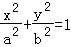 x²/a² + y²/b² = 1